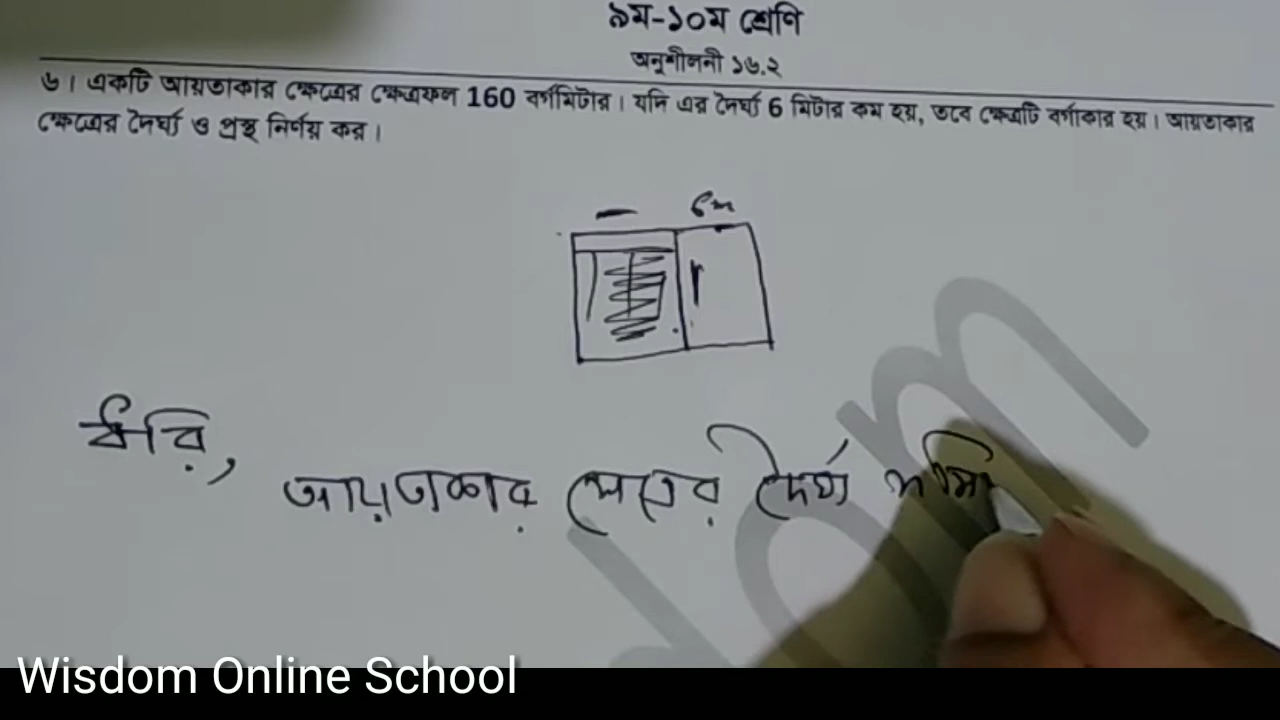 ৯ম-১০ম শ্রেণি
অনুশীলনী ১৬.২
৬। একটি আয়তাকার ক্ষেত্রের ক্ষেত্রফল 160 বর্গমিটার। যদি এর দৈর্ঘ্য 6 মিটার কম হয়, তবে ক্ষেত্রটি বর্গাকার হয়। আয়তাকার
ক্ষেত্রের দৈর্ঘ্য ও প্রস্থ নির্ণয় কর।
ধরি,
আয়তাকার ক্ষেত্রের দৈর্ঘ্য
Wisdom Online School